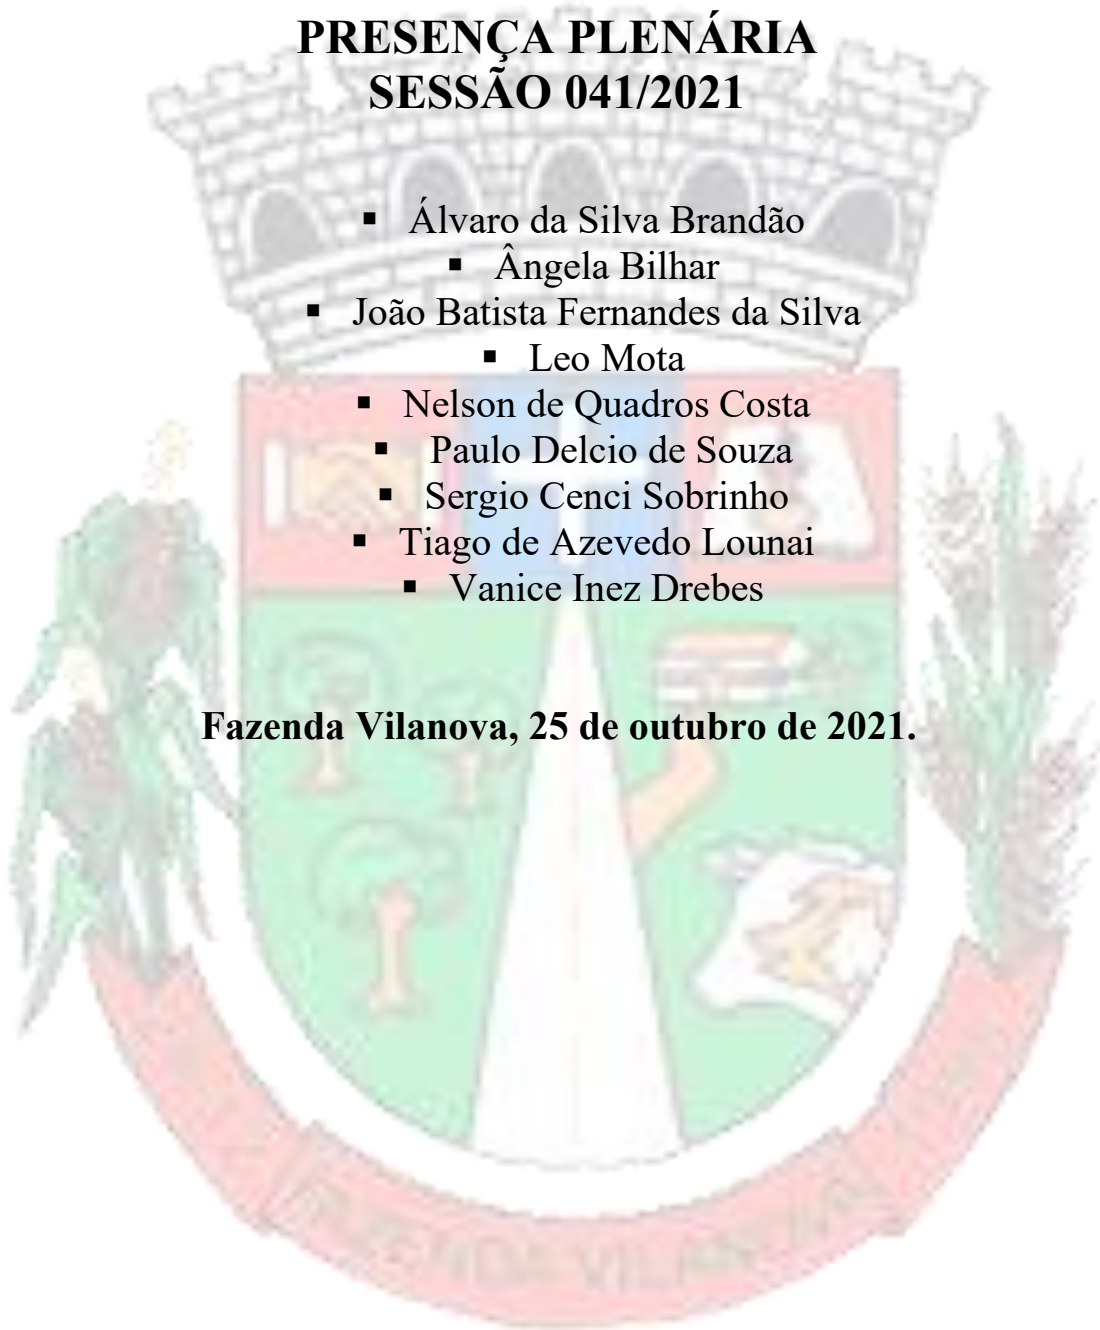 PRESENÇA PLENÁRIA
SESSÃO 041/2021
▪ Álvaro da Silva Brandão
▪ Ângela Bilhar
▪ João Batista Fernandes da Silva
▪ Leo Mota
▪ Nelson de Quadros Costa
▪ Paulo Delcio de Souza
▪ Sergio Cenci Sobrinho
▪ Tiago de Azevedo Lounai
▪ Vanice Inez Drebes
Fazenda Vilanova, 25 de outubro de 2021.
FAZENDA VILANOVA